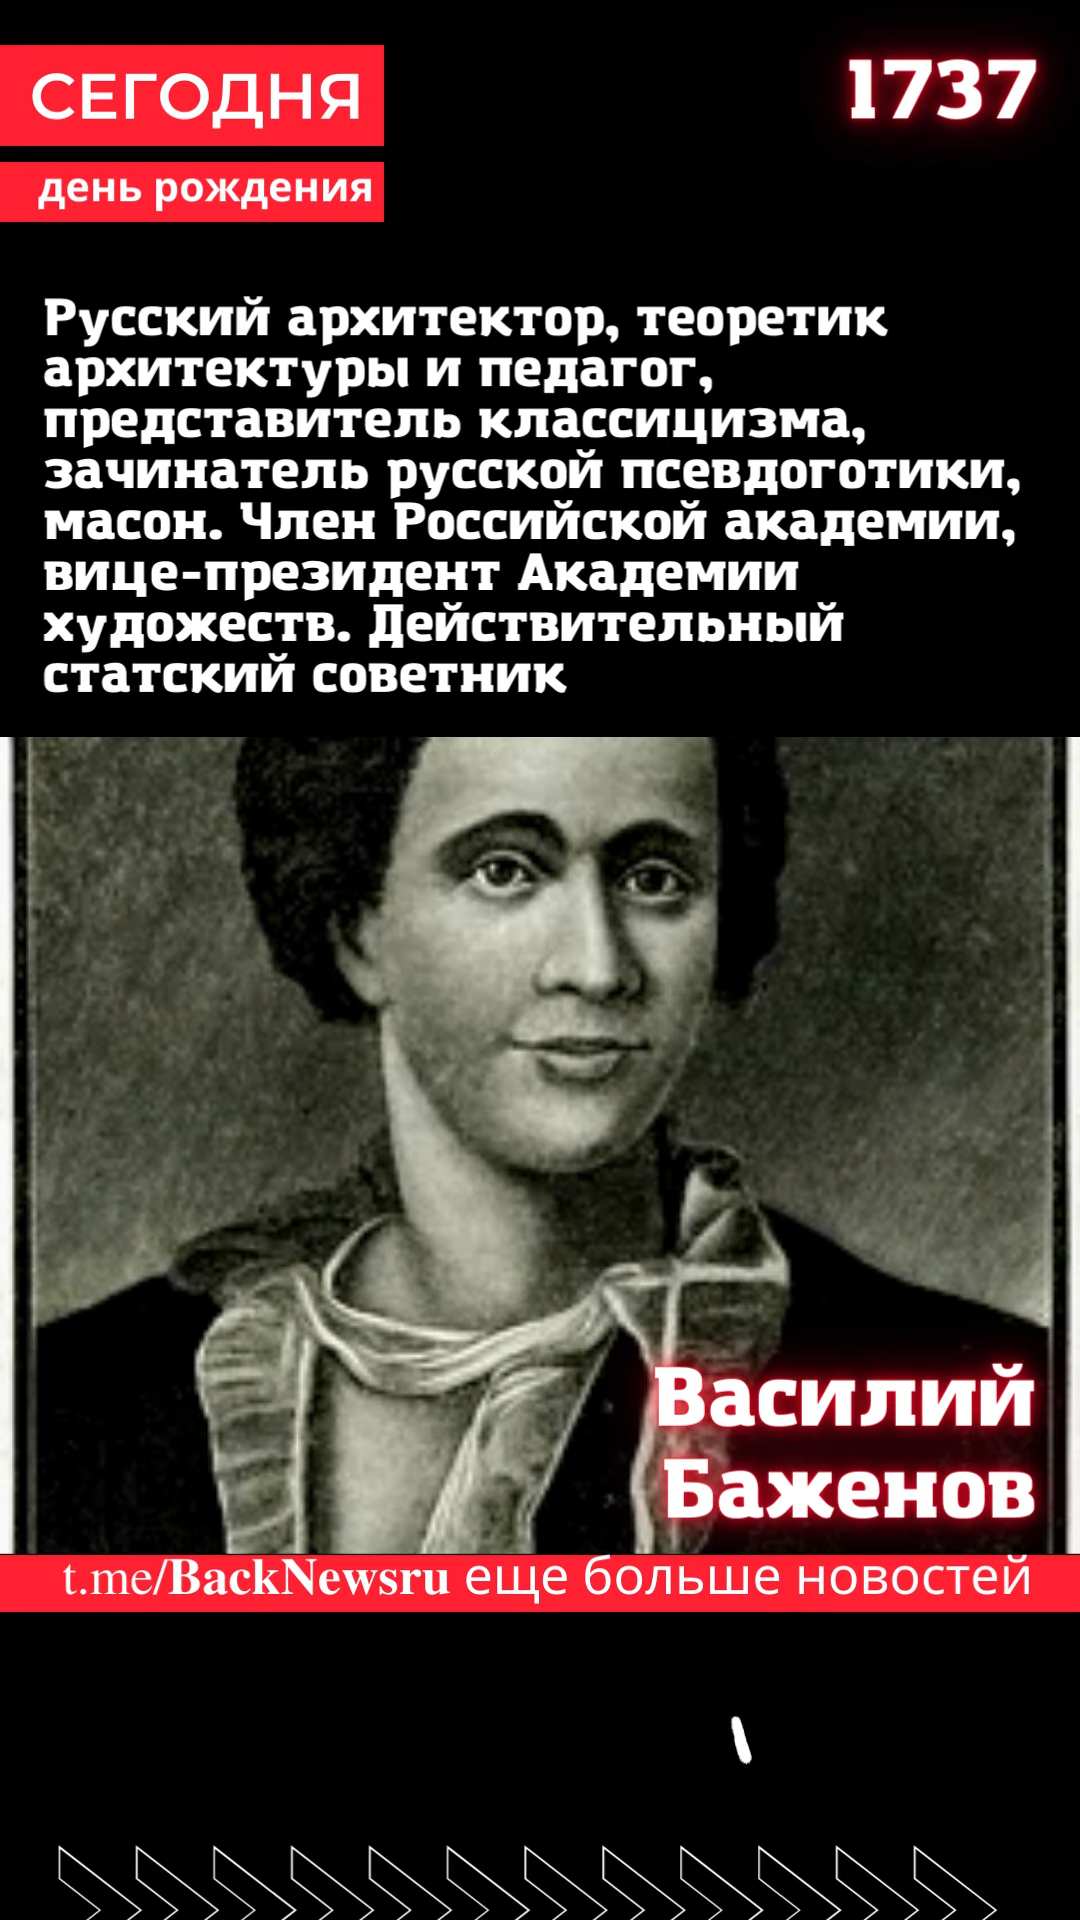 СЕГОДНЯ
1737
день рождения
Русский архитектор, теоретик
архитектуры и педагог,
представитель классицизма,
зачинатель русской псевдоготики,
масон. Член Российской академии,
вице-президент Академии
художеств. Действительный
статский советник
Василий
Баженов
t.me/BackNewsru еще больше новостей